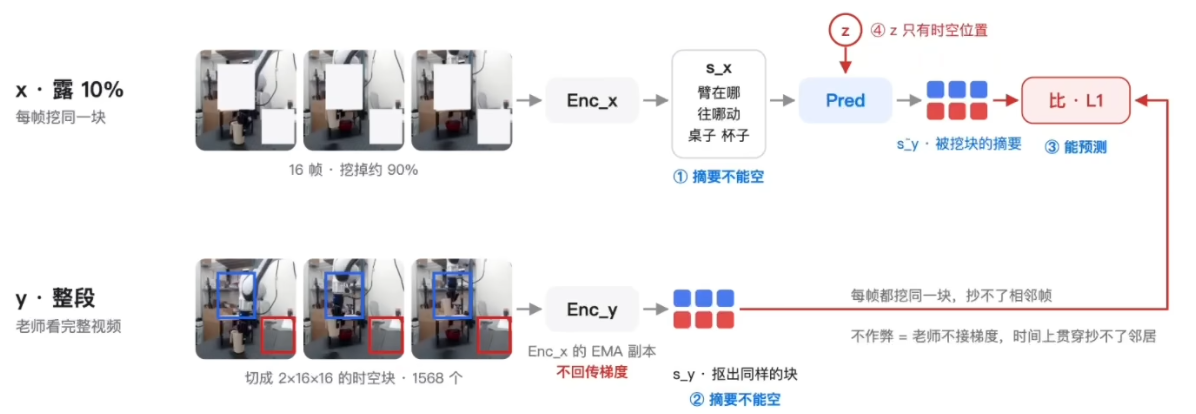 z
④ z 只有时空位置
x · 露 10%
每帧挖同一块
Enc_x
s_x
臂在哪
往哪动
桌子 杯子
Pred
比 · L1
s̃_y · 被挖块的摘要
③ 能预测
16 帧 · 挖掉约 90%
① 摘要不能空
y · 整段
老师看完整视频
Enc_y
每帧都挖同一块，抄不了相邻帧
不作弊 = 老师不接梯度，时间上贯穿抄不了邻居
Enc_x 的 EMA 副本
不回传梯度
切成 2×16×16 的时空块 · 1568 个
s_y · 抠出同样的块
② 摘要不能空